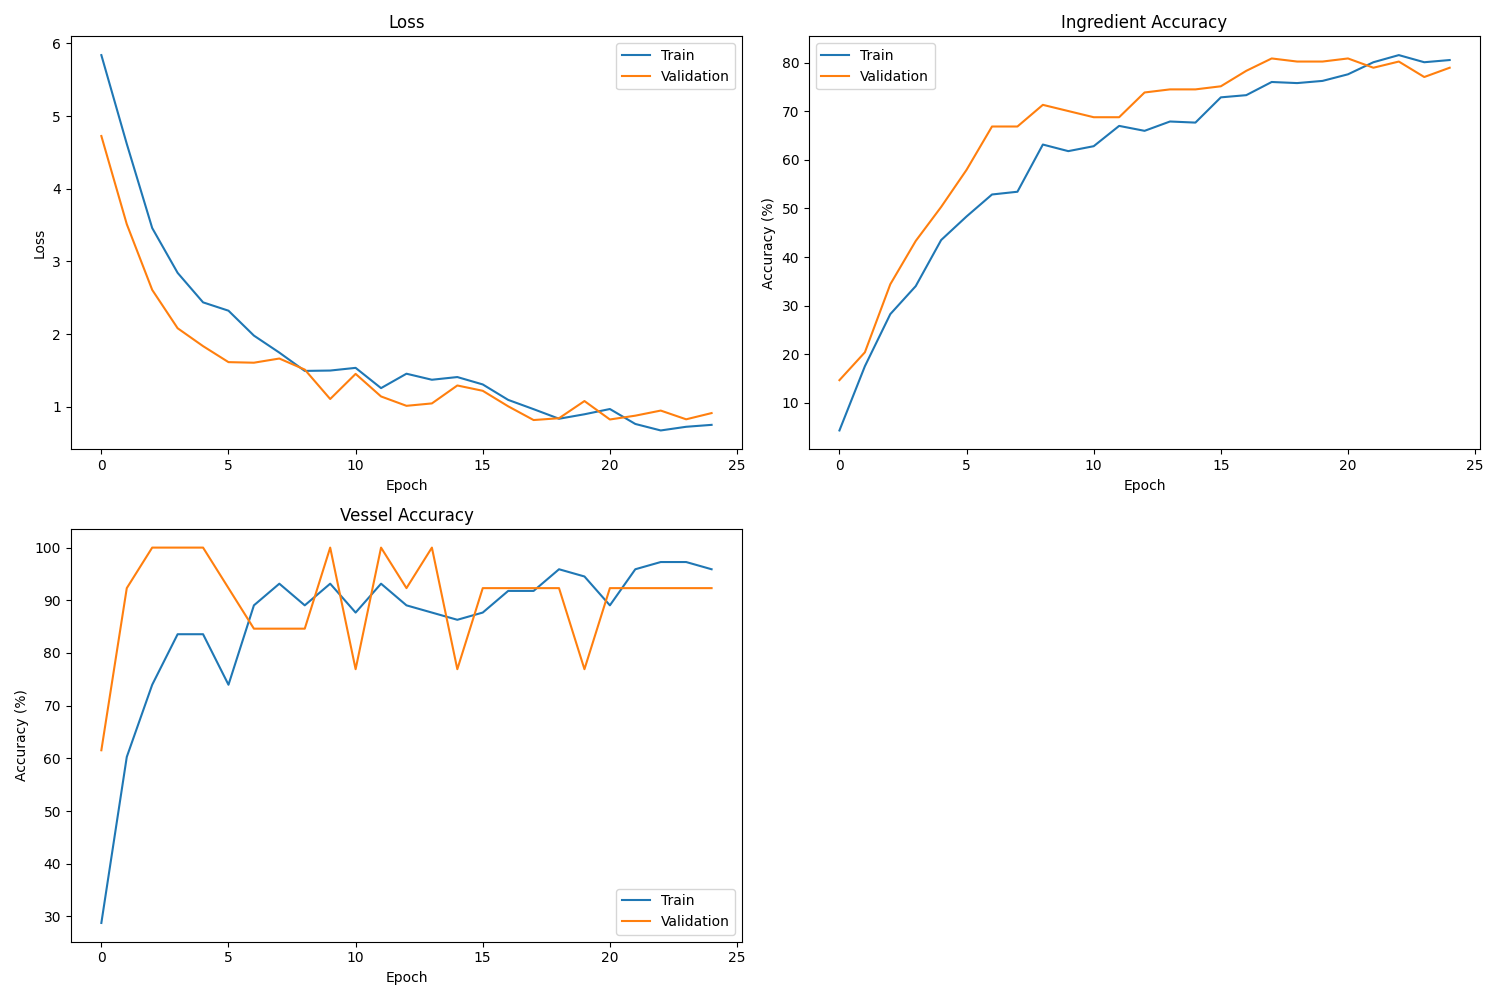 Loss
Loss
6
5
4
3
2
1
0 5 10 15 20 25
Epoch
Train
Validation
Ingredient Accuracy
Accuracy (%)
80
70
60
50
40
30
20
10
0 5 10 15 20 25
Epoch
Train
Validation
Vessel Accuracy
Accuracy (%)
100
90
80
70
60
50
40
30
0 5 10 15 20 25
Epoch
Train
Validation